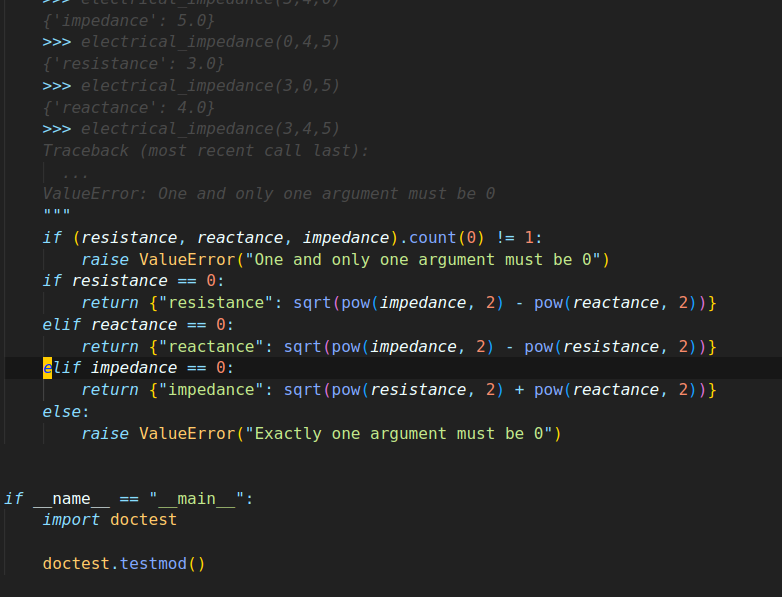 >>> electrical_impedance(3,4,0)
{'impedance': 5.0}
>>> electrical_impedance(0,4,5)
{'resistance': 3.0}
>>> electrical_impedance(3,0,5)
{'reactance': 4.0}
>>> electrical_impedance(3,4,5)
Traceback (most recent call last):
...
ValueError: One and only one argument must be 0
"""
if (resistance, reactance, impedance).count(0) != 1:
raise ValueError("One and only one argument must be 0")
if resistance == 0:
return {"resistance": sqrt(pow(impedance, 2) - pow(reactance, 2))}
elif reactance == 0:
return {"reactance": sqrt(pow(impedance, 2) - pow(resistance, 2))}
elif impedance == 0:
return {"impedance": sqrt(pow(resistance, 2) + pow(reactance, 2))}
else:
raise ValueError("Exactly one argument must be 0")
if __name__ == "__main__":
import doctest
doctest.testmod()